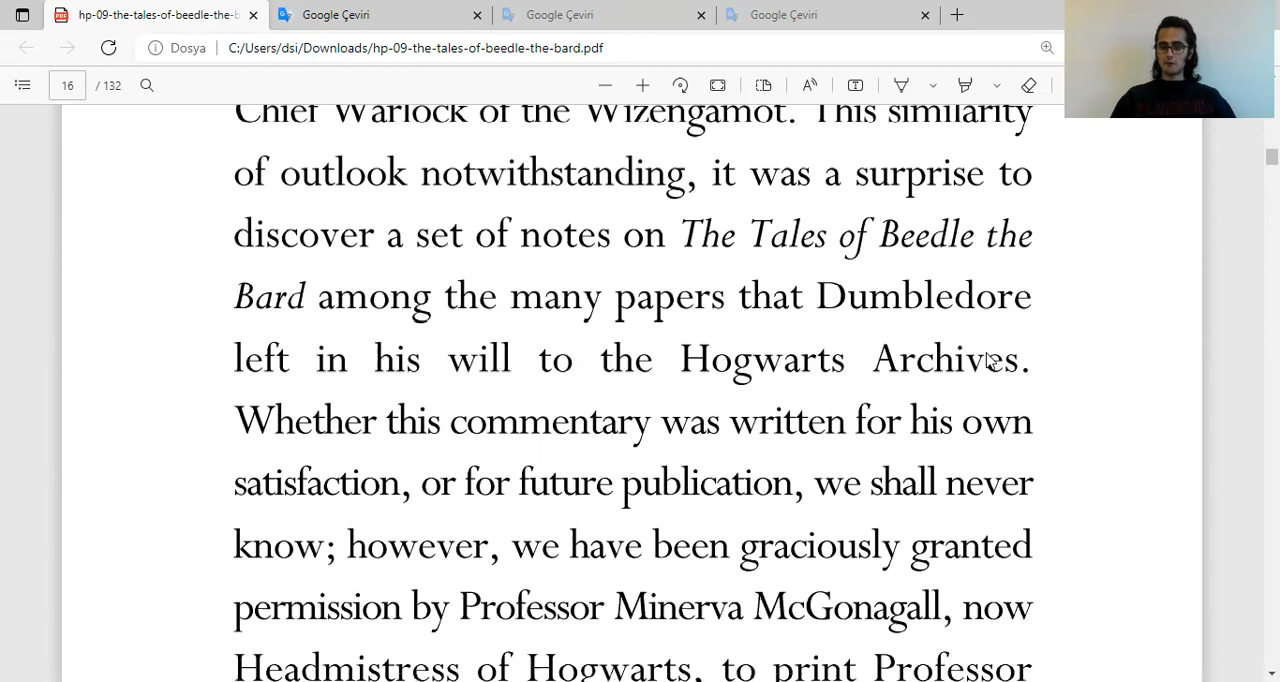 hp-09-the-tales-of-beedle-the-b
Google Çeviri
Google Çeviri
Google Çeviri
Dosya
C:/Users/dsi/Downloads/hp-09-the-tales-of-beedle-the-bard.pdf
16 / 132
Chief Warlock of the Wizengamot. This similarity
of outlook notwithstanding, it was a surprise to
discover a set of notes on The Tales of Beedle the
Bard among the many papers that Dumbledore
left in his will to the Hogwarts Archives.
Whether this commentary was written for his own
satisfaction, or for future publication, we shall never
know; however, we have been graciously granted
permission by Professor Minerva McGonagall, now
Headmistress of Hogwarts, to print Professor